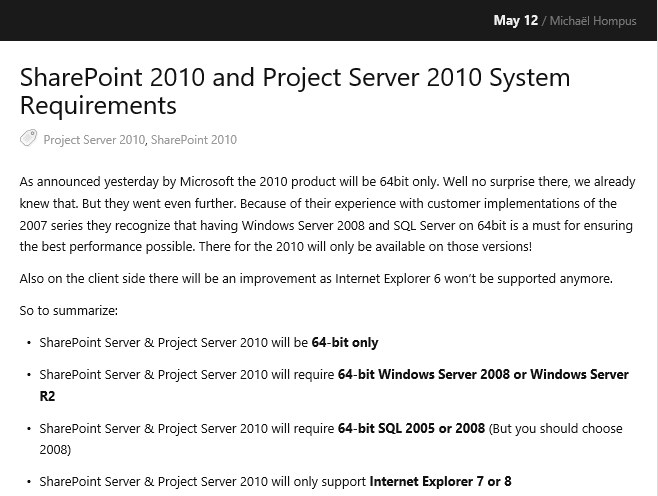 May 12 / Michaël Hompus
SharePoint 2010 and Project Server 2010 System
Requirements
Project Server 2010, SharePoint 2010
As announced yesterday by Microsoft the 2010 product will be 64bit only. Well no surprise there, we already
knew that. But they went even further. Because of their experience with customer implementations of the
2007 series they recognize that having Windows Server 2008 and SQL Server on 64bit is a must for ensuring
the best performance possible. There for the 2010 will only be available on those versions!
Also on the client side there will be an improvement as Internet Explorer 6 won't be supported anymore.
So to summarize:
• SharePoint Server & Project Server 2010 will be 64-bit only
• SharePoint Server & Project Server 2010 will require 64-bit Windows Server 2008 or Windows Server
R2
• SharePoint Server & Project Server 2010 will require 64-bit SQL 2005 or 2008 (But you should choose
2008)
• SharePoint Server & Project Server 2010 will only support Internet Explorer 7 or 8